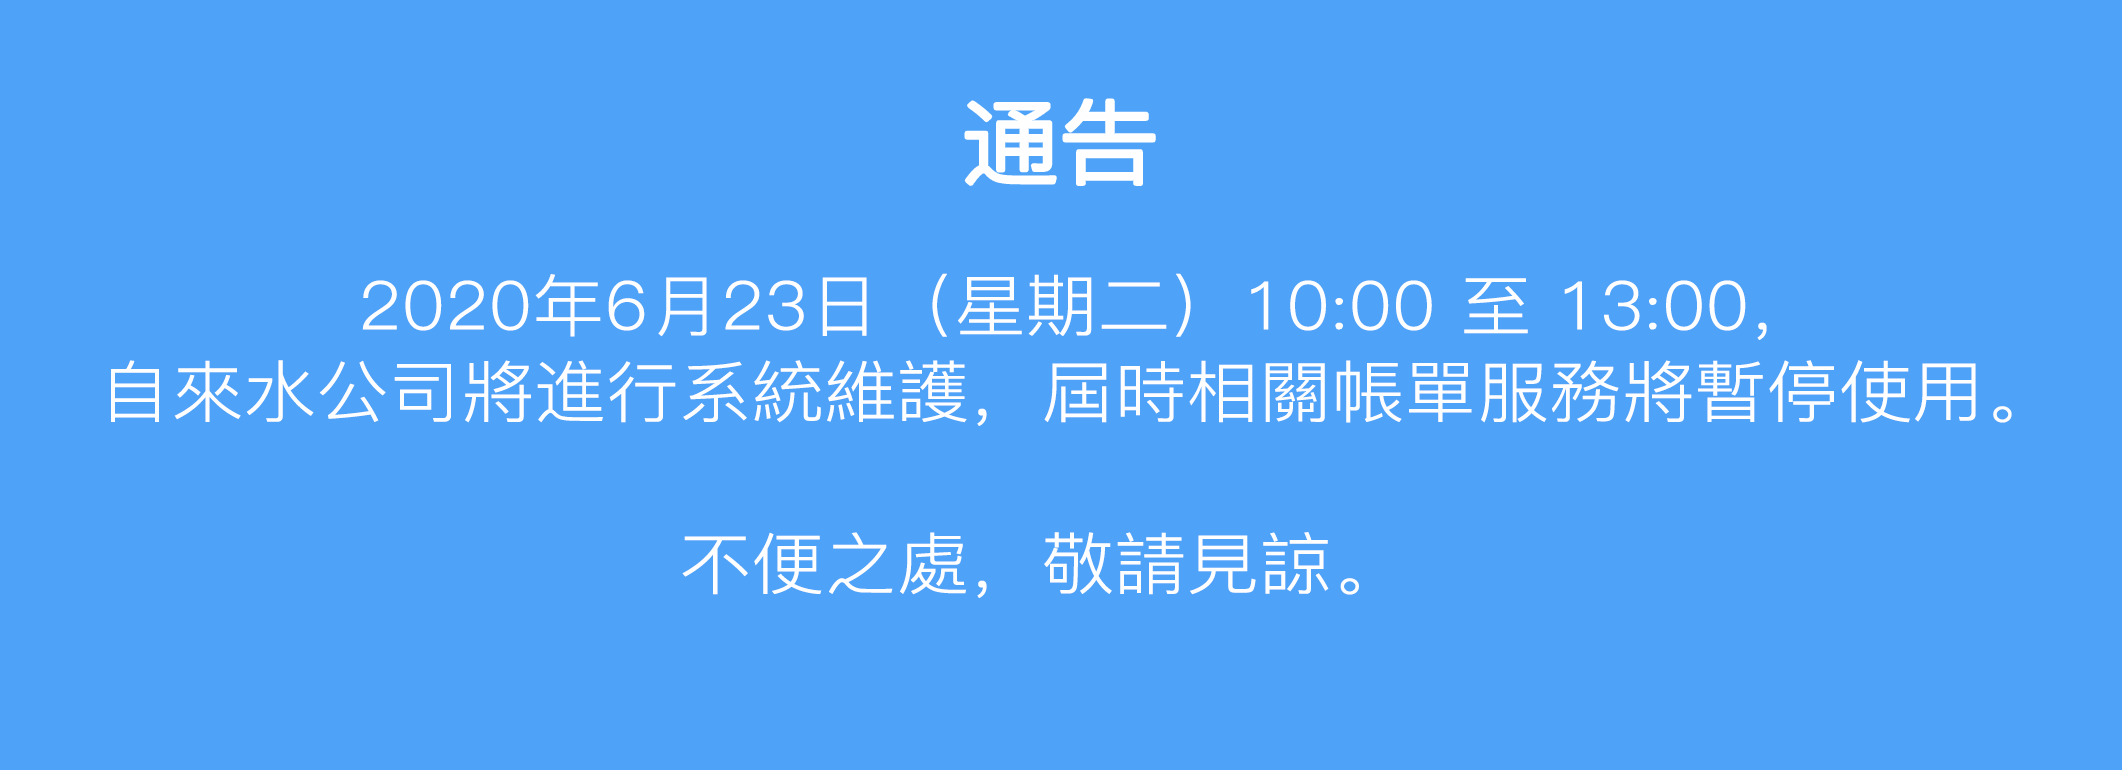 通告
2020年6月23日（星期二）10:00 至 13:00,
自來水公司將進行系統維護，屆時相關帳單服務將暫停使用。
不便之處，敬請見諒。